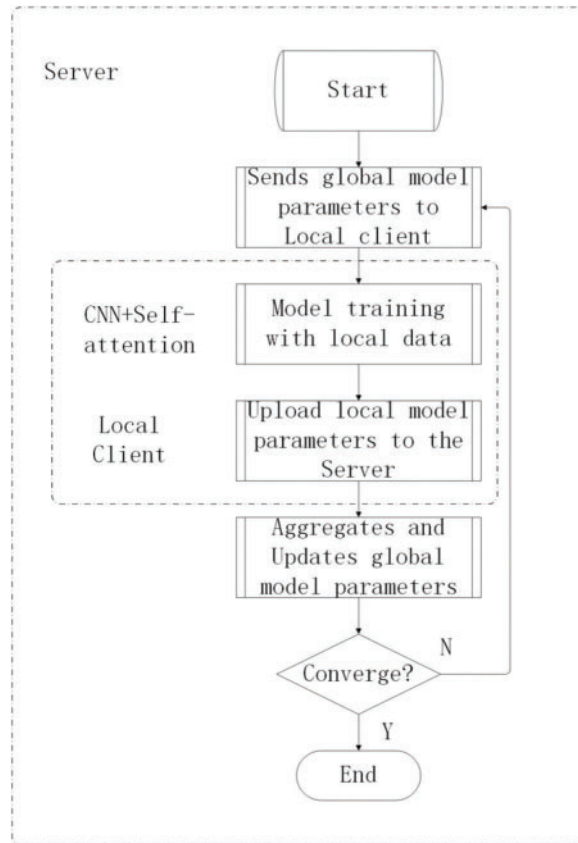 Server
Start
Sends global model
parameters to
Local client
CNN+Self-
attention
Model training
with local data
Local
Client
Upload local model
parameters to the
Server
Aggregates and
Updates global
model parameters
Converge?
N
Y
End